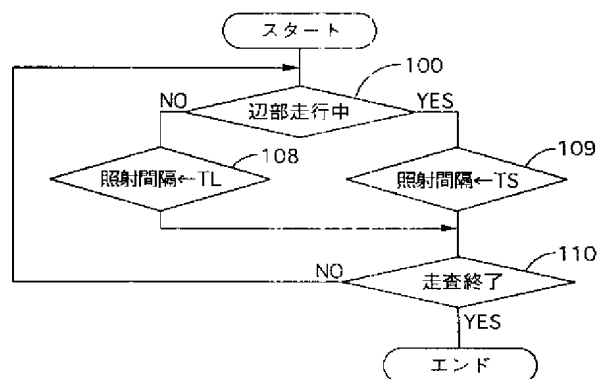 スタート
100
NO
辺部走行中
YES
108
照射間隔←TL
109
照射間隔←TS
110
NO
走査終了
YES
エンド